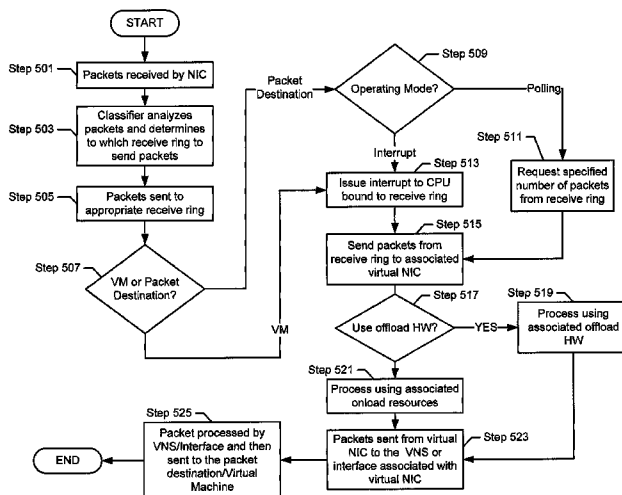 START
Step 501
Packets received by NIC
Step 503
Classifier analyzes
packets and determines
to which receive ring to
send packets
Step 505
Packets sent to
appropriate receive ring
Step 507
VM or Packet
Destination?
Packet
Destination
VM
Step 509
Operating Mode?
Polling
Interrupt
Step 511
Request specified
number of packets
from receive ring
Step 513
Issue interrupt to CPU
bound to receive ring
Step 515
Send packets from
receive ring to associated
virtual NIC
Step 517
Use offload HW?
YES
Step 519
Process using
associated offload
HW
Step 521
Process using associated
onload resources
Step 523
Packets sent from virtual
NIC to the VNS or
interface associated with
virtual NIC
Step 525
Packet processed by
VNS/Interface and then
sent to the packet
destination/Virtual
Machine
END